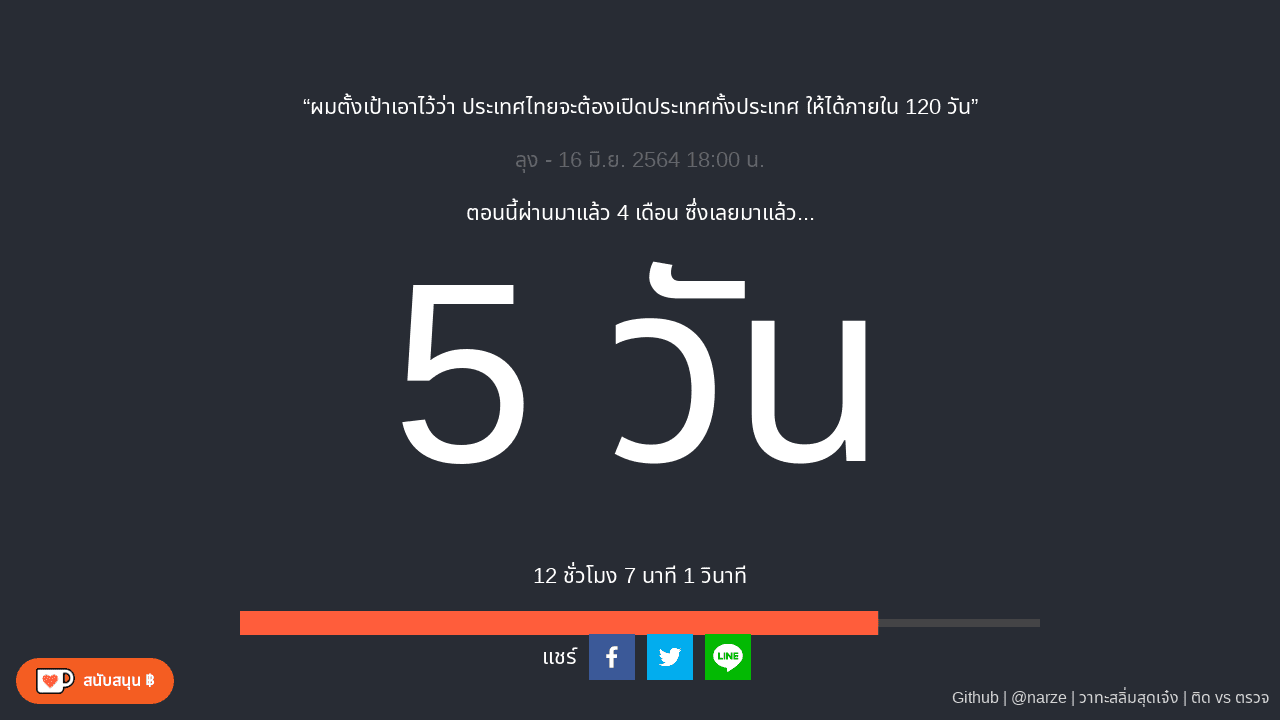 “ผมตั้งเป้าเอาไว้ว่า ประเทศไทยจะต้องเปิดประเทศทั้งประเทศ ให้ได้ภายใน 120 วัน”
ลุง - 16 มิ.ย. 2564 18:00 น.
ตอนนี้ผ่านมาแล้ว 4 เดือน ซึ่งเลยมาแล้ว...
5 วัน
12 ชั่วโมง 7 นาที 1 วินาที
แชร์
LINE
สนับสนุน ฿
Github | @narze | วาทะสลิ่มสุดเจ๋ง | ติด vs ตรวจ